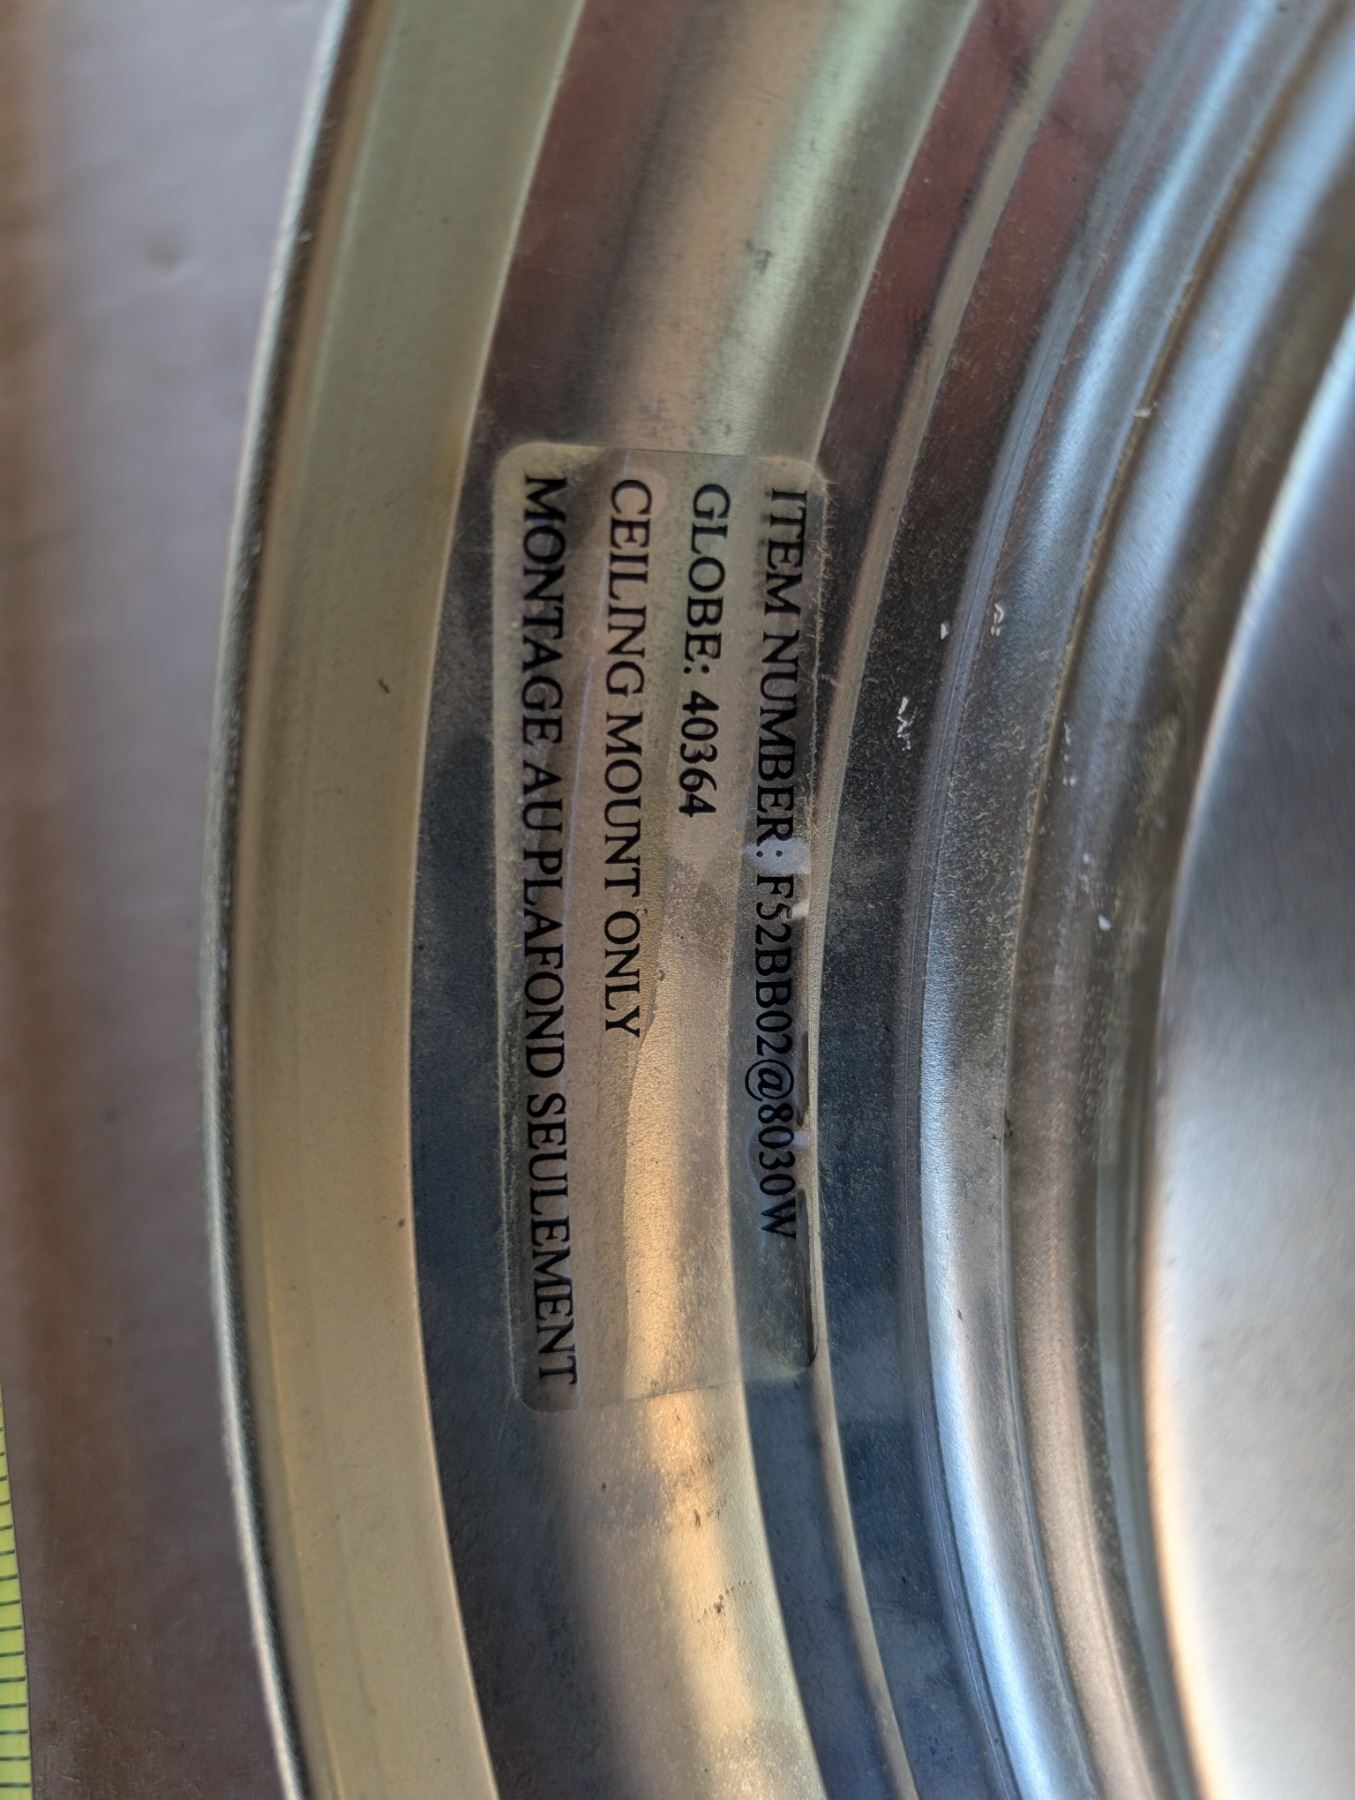 ITEM NUMBER: F52BB02@8030W
GLOBE: 40364
CEILING MOUNT ONLY
MONTAGE AU PLAFOND SEULEMENT